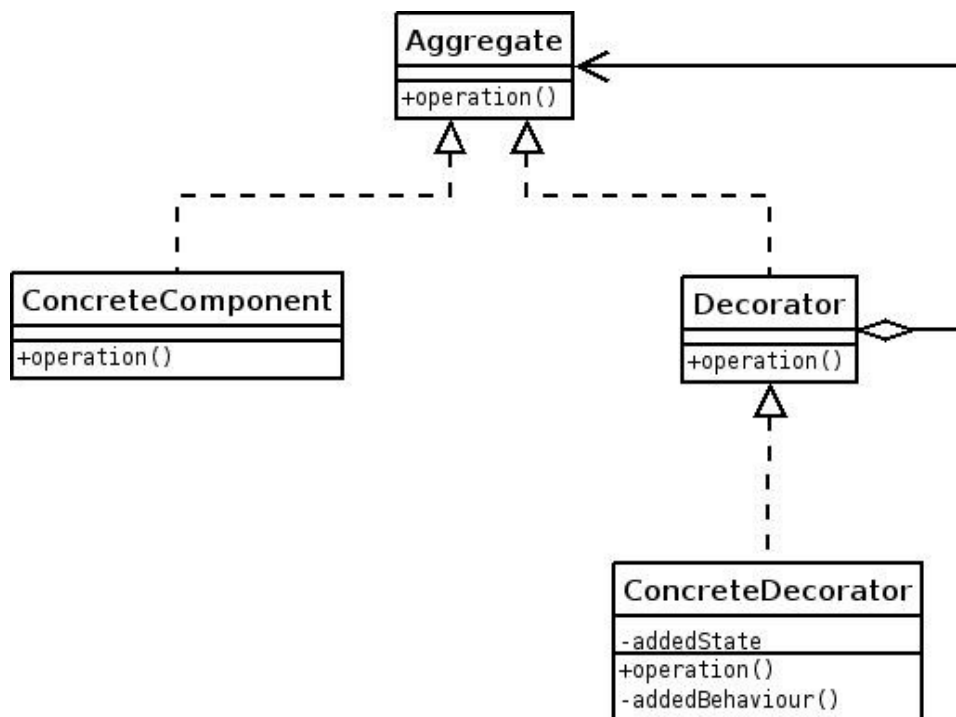 Aggregate
+operation()
ConcreteComponent
+operation()
Decorator
+operation()
ConcreteDecorator
-addedState
+operation()
-addedBehaviour()